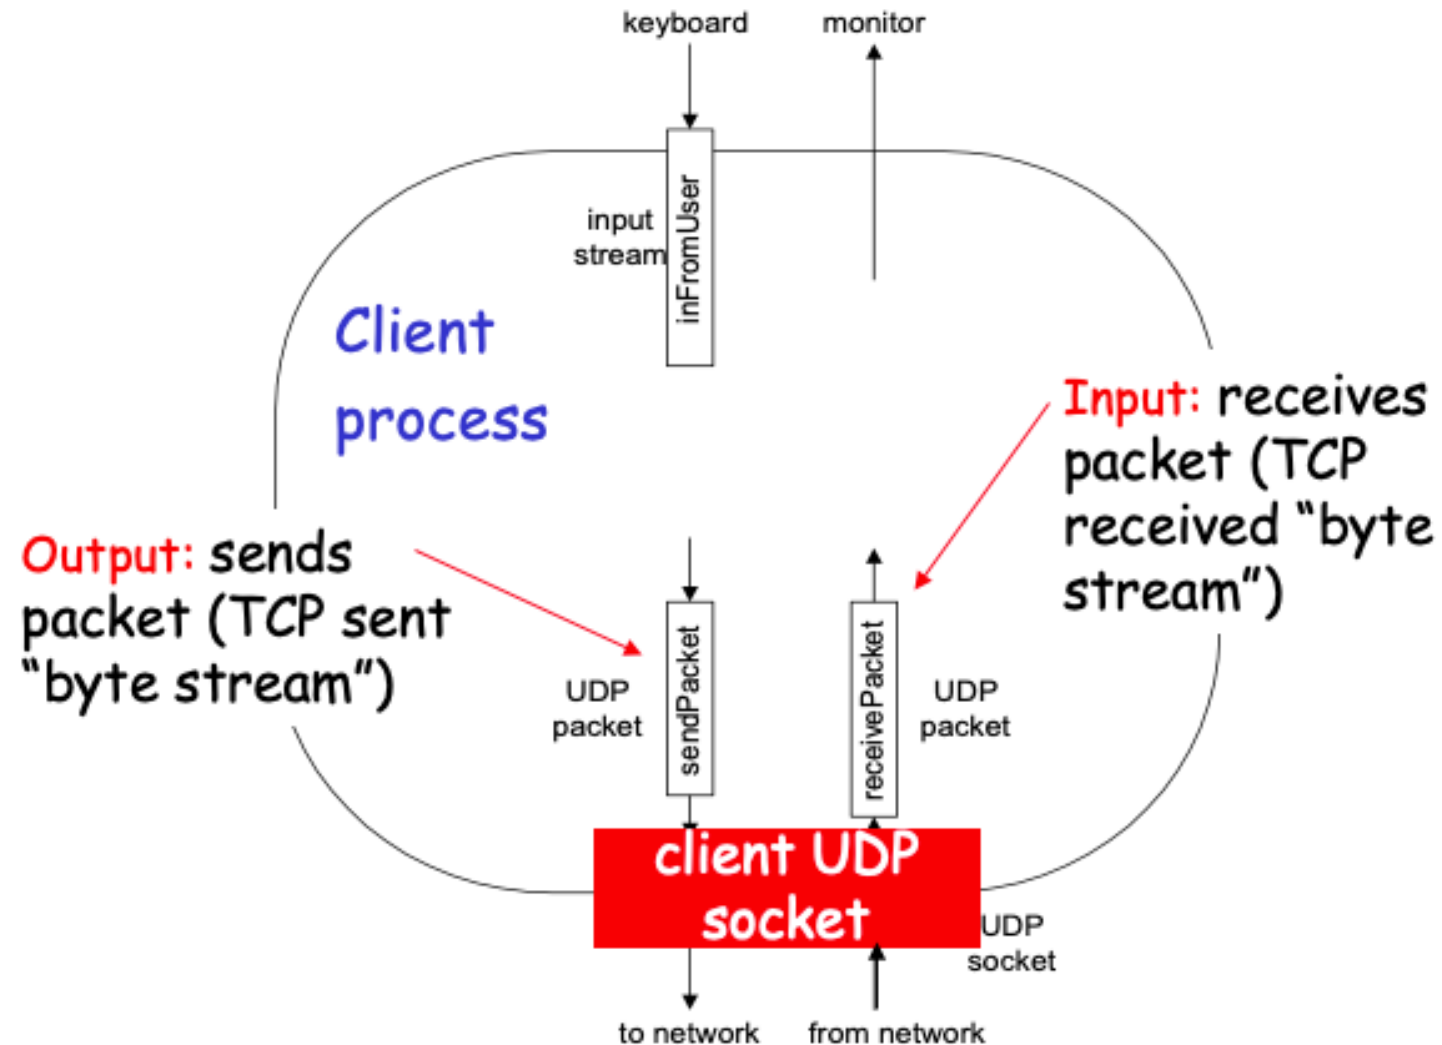 keyboard
monitor
input
stream
inFromUser
Client
process
Input: receives
packet (TCP
received “byte
stream”)
Output: sends
packet (TCP sent
“byte stream”)
UDP
packet
sendPacket
receivePacket
UDP
packet
client UDP
socket
UDP
socket
to network
from network